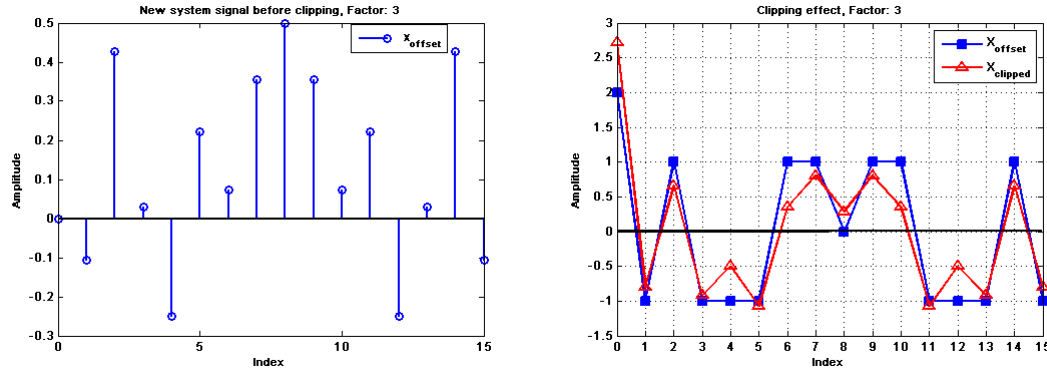 New system signal before clipping, Factor: 3
0.5
0.4
0.3
0.2
0.1
0
-0.1
-0.2
-0.3
Amplitude
x_offset
0 5 10 15
Index
Clipping effect, Factor: 3
3
2.5
2
1.5
1
0.5
0
-0.5
-1
-1.5
Amplitude
X_offset
X_clipped
0 1 2 3 4 5 6 7 8 9 10 11 12 13 14 15
Index